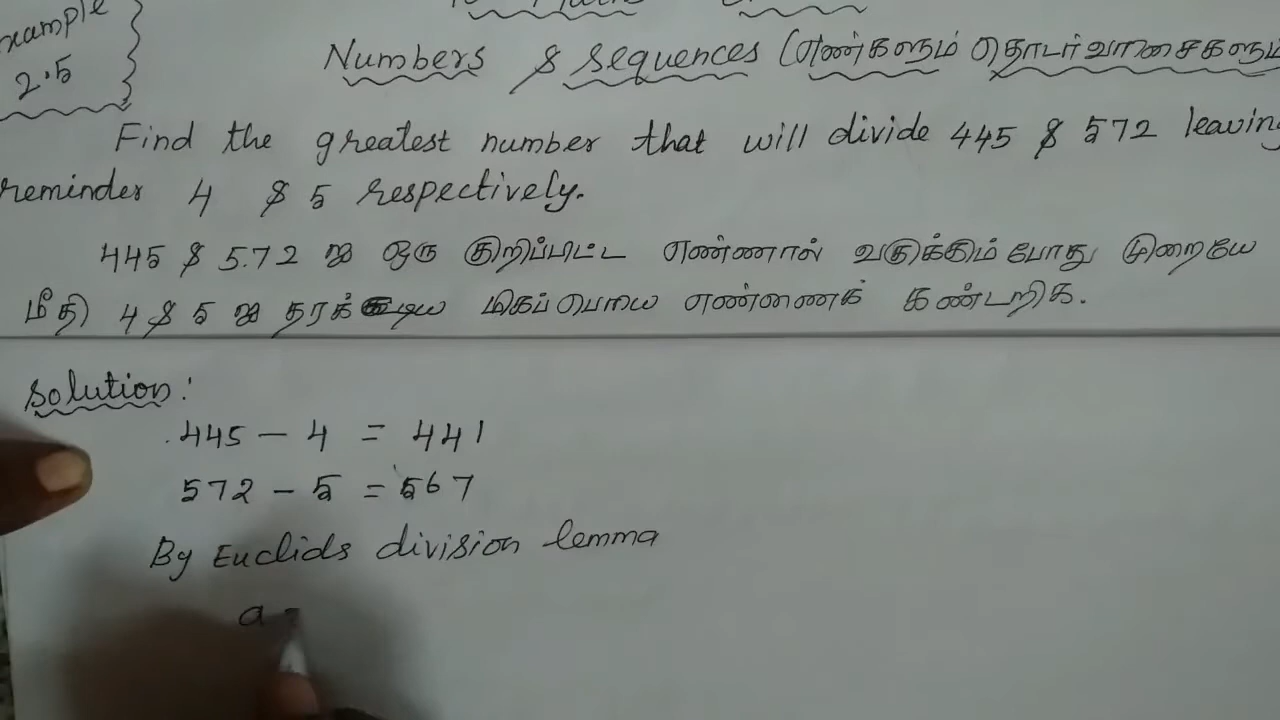 Example
2.5
Numbers & sequences (எண்களும் தொடர்வரிசைகளும்
Find the greatest number that will divide 445 & 572 leaving
reminder 4 & 5 respectively.
445 & 572 ஐ ஒரு குறிப்பிட்ட எண்ணால் வகுக்கும் போது முறையே
மீதி 4 & 5 ஐ தரக் கூடிய மிகப்பெரிய எண்ணைக் கண்டறிக.
Solution:
445 - 4 = 441
572 - 5 = 567
By Euclids division lemma
a =